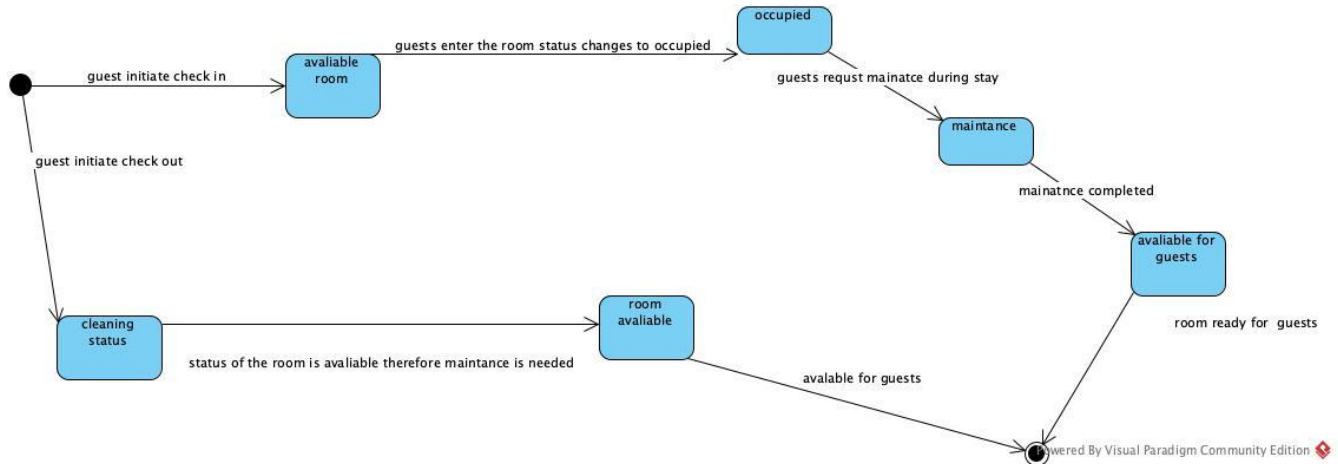 occupied
guests enter the room status changes to occupied
avaliable
room
guest initiate check in
guests requst mainatce during stay
maintance
guest initiate check out
mainatnce completed
avaliable for
guests
room
avaliable
cleaning
status
room ready for guests
status of the room is avaliable therefore maintance is needed
avalable for guests
Powered By Visual Paradigm Community Edition